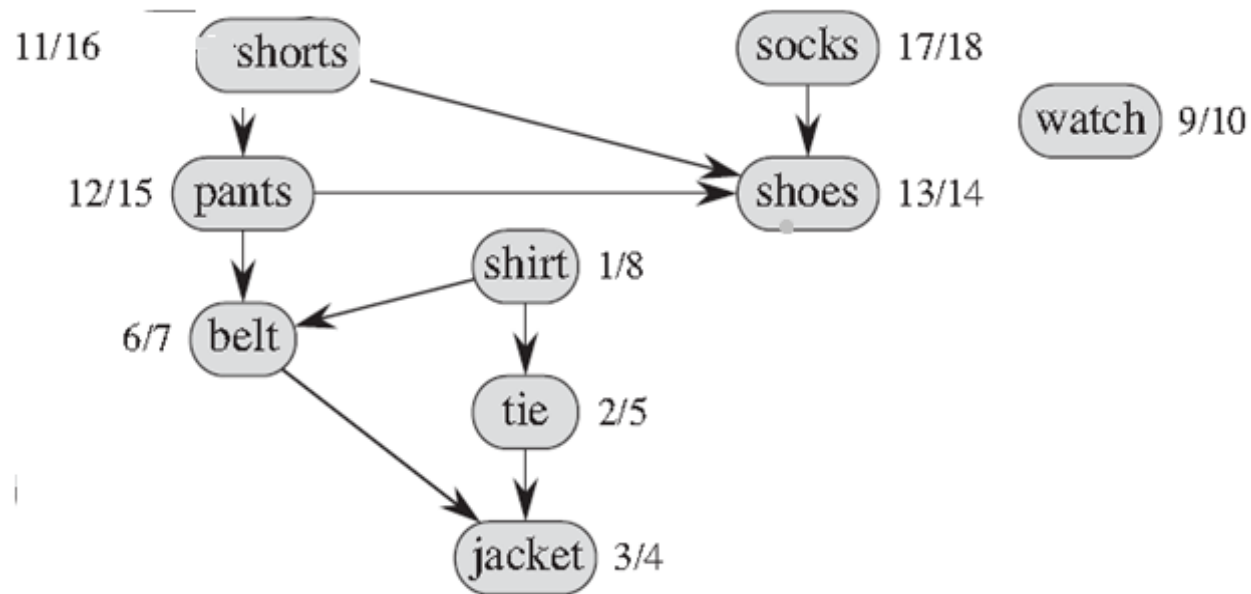 11/16 shorts socks 17/18
watch 9/10
12/15 pants shoes 13/14
shirt 1/8
6/7 belt
tie 2/5
jacket 3/4